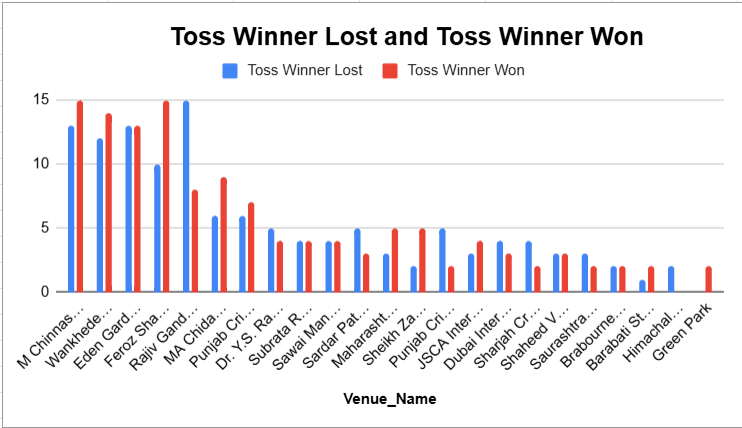 Toss Winner Lost and Toss Winner Won
Toss Winner Lost
Toss Winner Won
15
10
5
0
M Chinnas…
Wankhede…
Eden Gard…
Feroz Sha…
Rajiv Gand…
MA Chida…
Punjab Cri…
Dr. Y.S. Ra…
Subrata R…
Sawai Man…
Sardar Pat…
Maharasht…
Sheikh Za…
Punjab Cri…
JSCA Inter…
Dubai Inter…
Sharjah Cr…
Shaheed V…
Saurashtra…
Brabourne…
Barabati St…
Himachal…
Green Park
Venue_Name